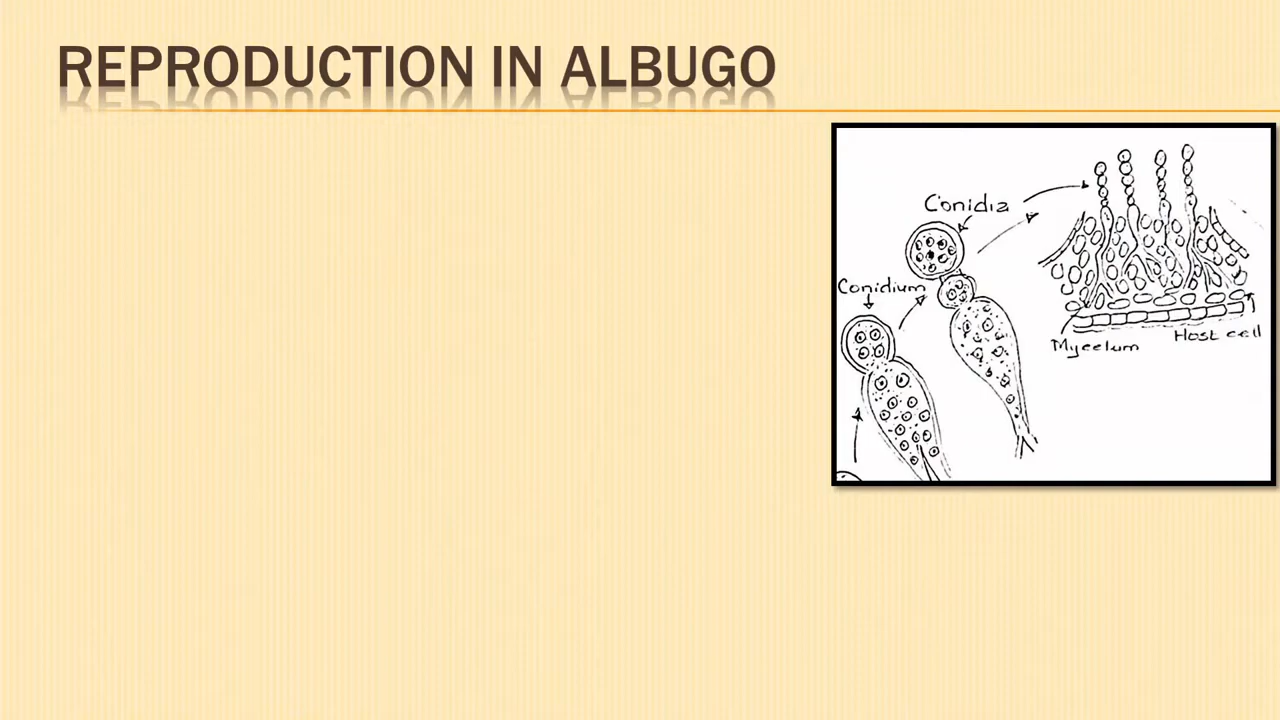 REPRODUCTION IN ALBUGO
Conidia
Conidium
Mycelum
Host cell